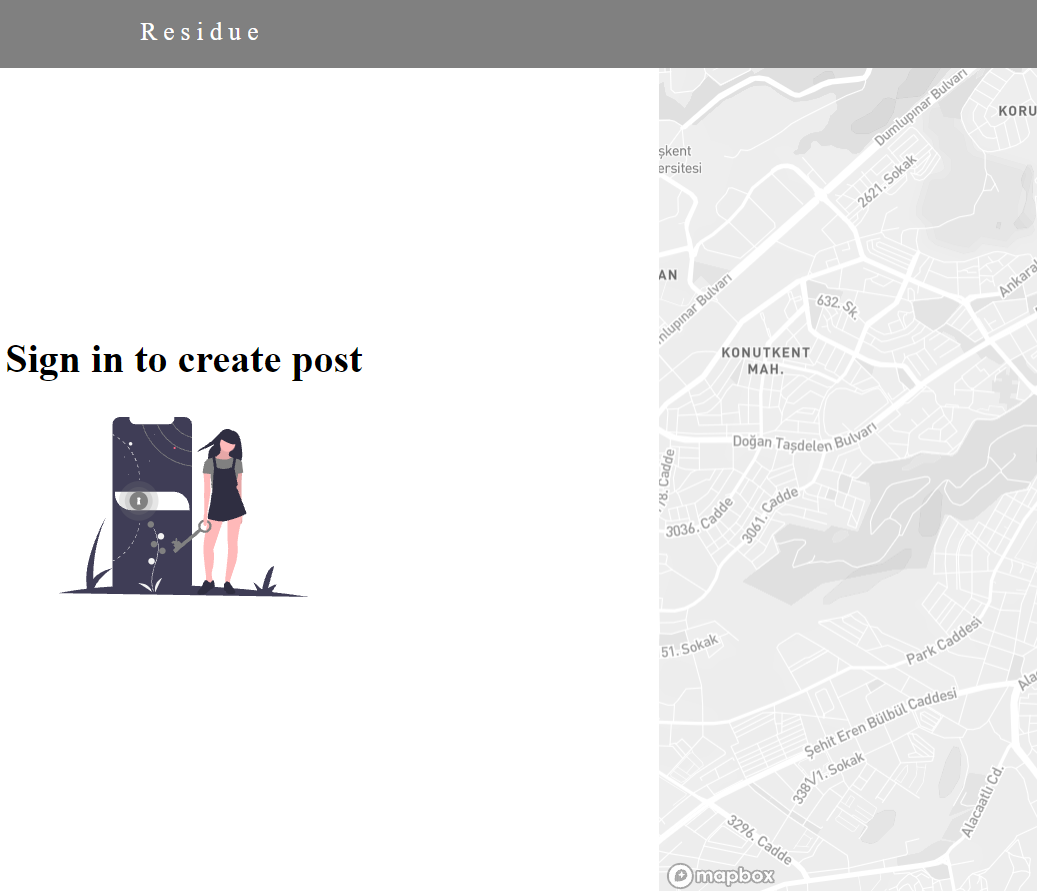 Residue
Sign in to create post
Dumlupınar Bulvarı
KORU
şkent
ersitesi
2621. Sokak
AN
Ankaral
mlupınar Bulvarı
632. Sk.
KONUTKENT
MAH.
Doğan Taşdelen Bulvarı
78. Cadde
3036. Cadde
3061. Cadde
51. Sokak
Park Caddesi
Ala
Şehit Eren Bülbül Caddesi
3381/1. Sokak
Alacaatlı Cd.
3296. Cadde
mapbox